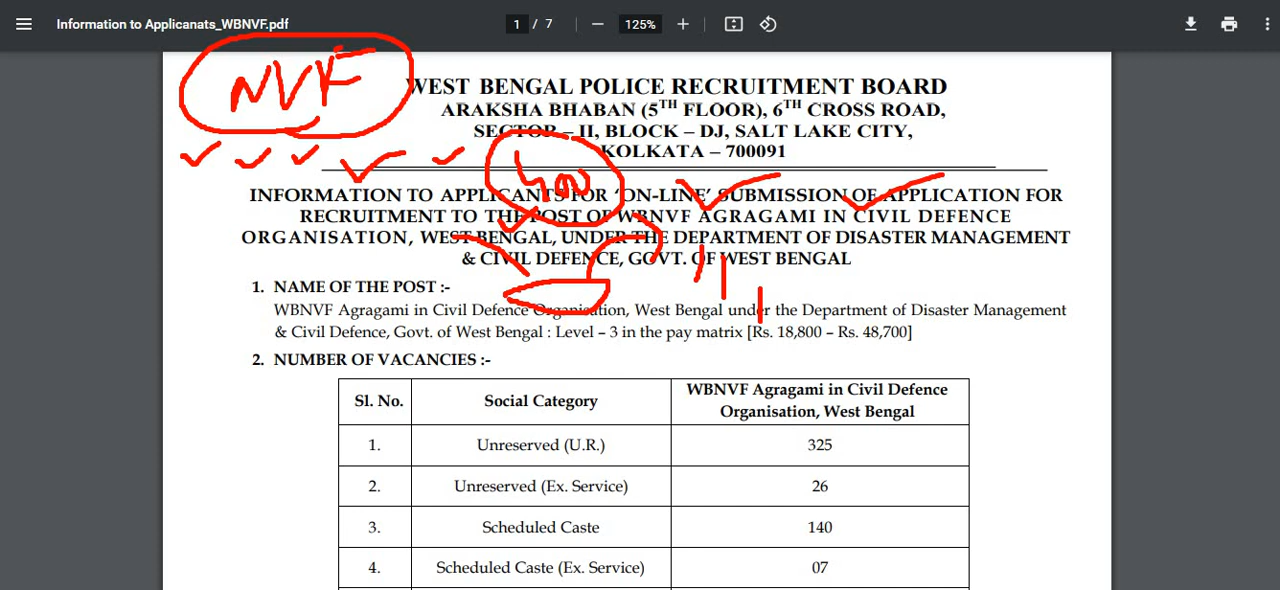 Information to Applicanats_WBNVF.pdf
1 / 7
125%
NVF
WEST BENGAL POLICE RECRUITMENT BOARD
ARAKSHA BHABAN (5TH FLOOR), 6TH CROSS ROAD,
SECTOR – II, BLOCK – DJ, SALT LAKE CITY,
KOLKATA – 700091
INFORMATION TO APPLICANTS FOR 'ON-LINE' SUBMISSION OF APPLICATION FOR
RECRUITMENT TO THE POST OF WBNVF AGRAGAMI IN CIVIL DEFENCE
ORGANISATION, WEST BENGAL, UNDER THE DEPARTMENT OF DISASTER MANAGEMENT
& CIVIL DEFENCE, GOVT. OF WEST BENGAL
1. NAME OF THE POST :-
WBNVF Agragami in Civil Defence Organisation, West Bengal under the Department of Disaster Management
& Civil Defence, Govt. of West Bengal : Level – 3 in the pay matrix [Rs. 18,800 – Rs. 48,700]
2. NUMBER OF VACANCIES :-
Sl. No. Social Category WBNVF Agragami in Civil Defence
Organisation, West Bengal
1. Unreserved (U.R.) 325
2. Unreserved (Ex. Service) 26
3. Scheduled Caste 140
4. Scheduled Caste (Ex. Service) 07